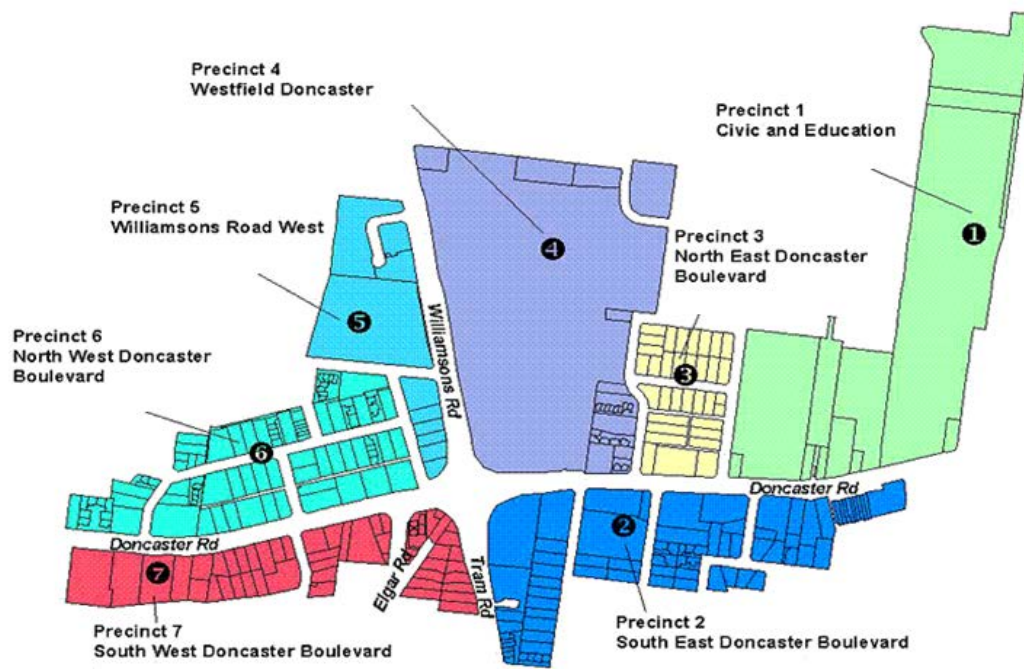 Precinct 4
Westfield Doncaster
Precinct 1
Civic and Education
Precinct 5
Williamsons Road West
1
Precinct 3
North East Doncaster
Boulevard
4
5
Williamsons Rd
Precinct 6
North West Doncaster
Boulevard
3
6
Doncaster Rd
2
Doncaster Rd
7
Elgar Rd
Tram Rd
Precinct 7
South West Doncaster Boulevard
Precinct 2
South East Doncaster Boulevard